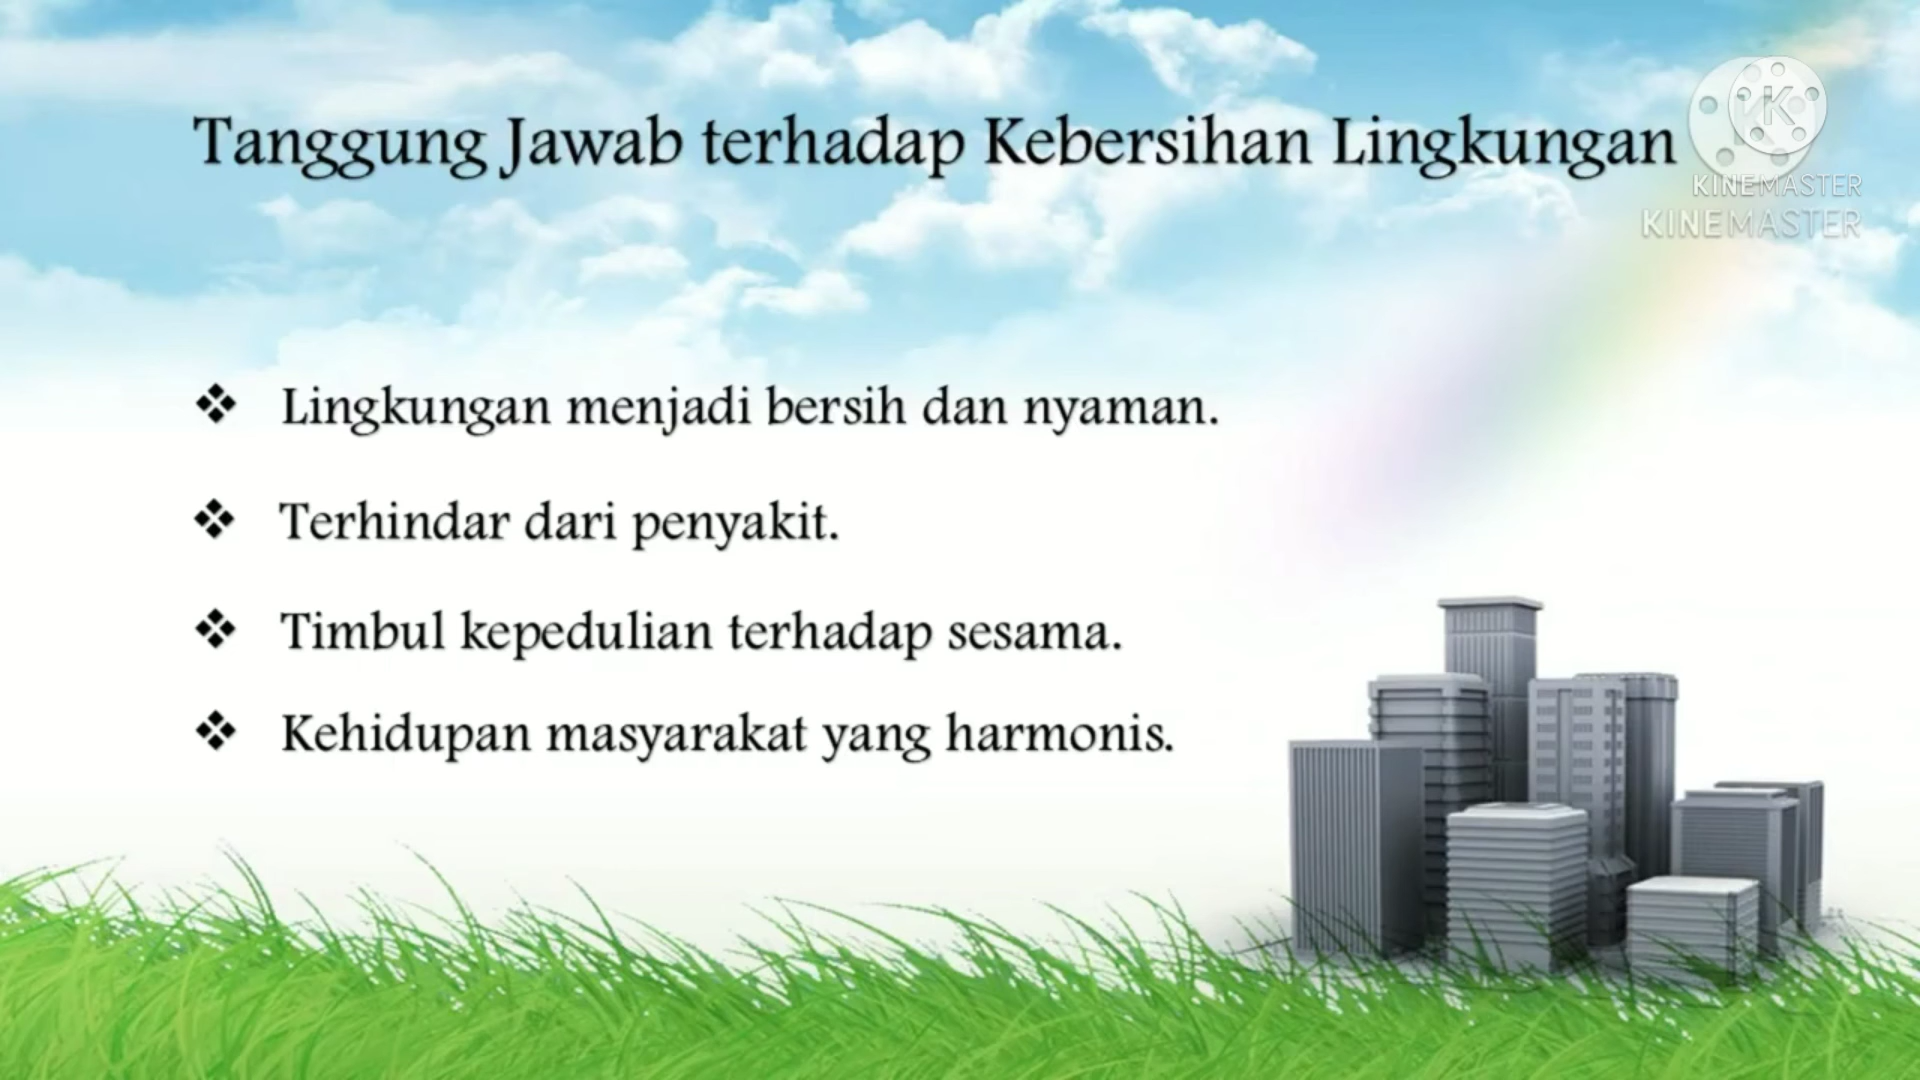 Tanggung Jawab terhadap Kebersihan Lingkungan
K
KINEMASTER
KINEMASTER
❖ Lingkungan menjadi bersih dan nyaman.
❖ Terhindar dari penyakit.
❖ Timbul kepedulian terhadap sesama.
❖ Kehidupan masyarakat yang harmonis.